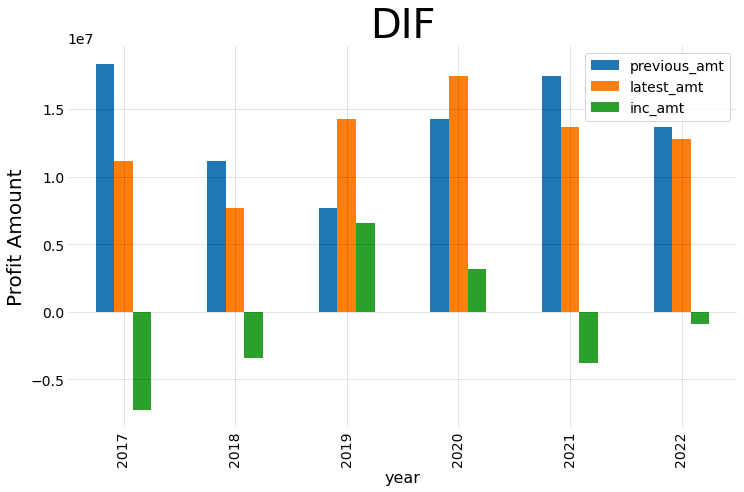 DIF
1e7
previous_amt
latest_amt
inc_amt
1.5
1.0
0.5
0.0
−0.5
Profit Amount
2017
2018
2019
2020
2021
2022
year